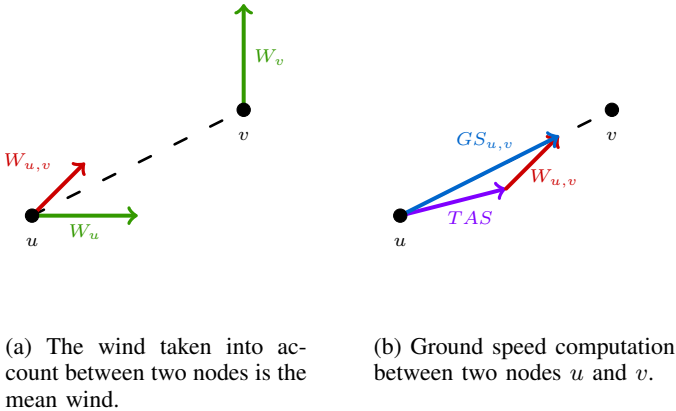 W_v
v
W_{u,v}
W_u
u
v
GS_{u,v}
W_{u,v}
TAS
u
(a) The wind taken into ac-
count between two nodes is the
mean wind.
(b) Ground speed computation
between two nodes u and v.